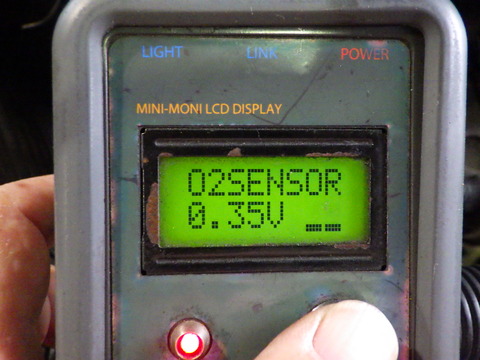 LIGHT LINK POWER
MINI-MONI LCD DISPLAY
O2SENSOR
0.35V